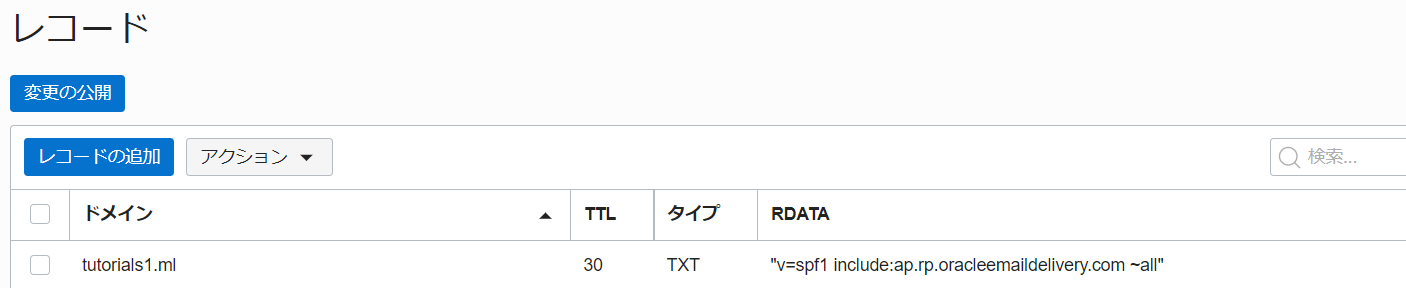 レコード
変更の公開
レコードの追加 アクション 検索...
ドメイン TTL タイプ RDATA
tutorials1.ml 30 TXT "v=spf1 include:ap.rp.oracleemaildelivery.com ~all"